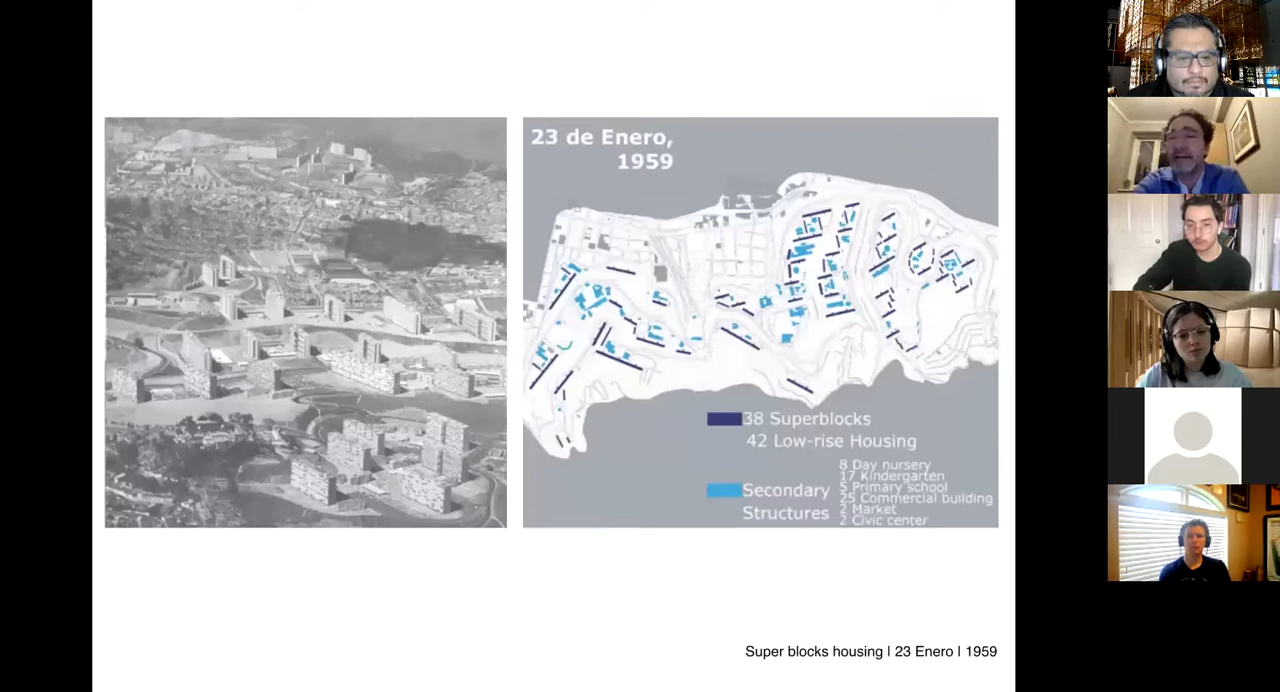 23 de Enero,
1959
38 Superblocks
42 Low-rise Housing
Secondary
Structures
8 Day nursery
17 Kindergarten
5 Primary school
25 Commercial building
2 Market
2 Civic center
Super blocks housing | 23 Enero | 1959